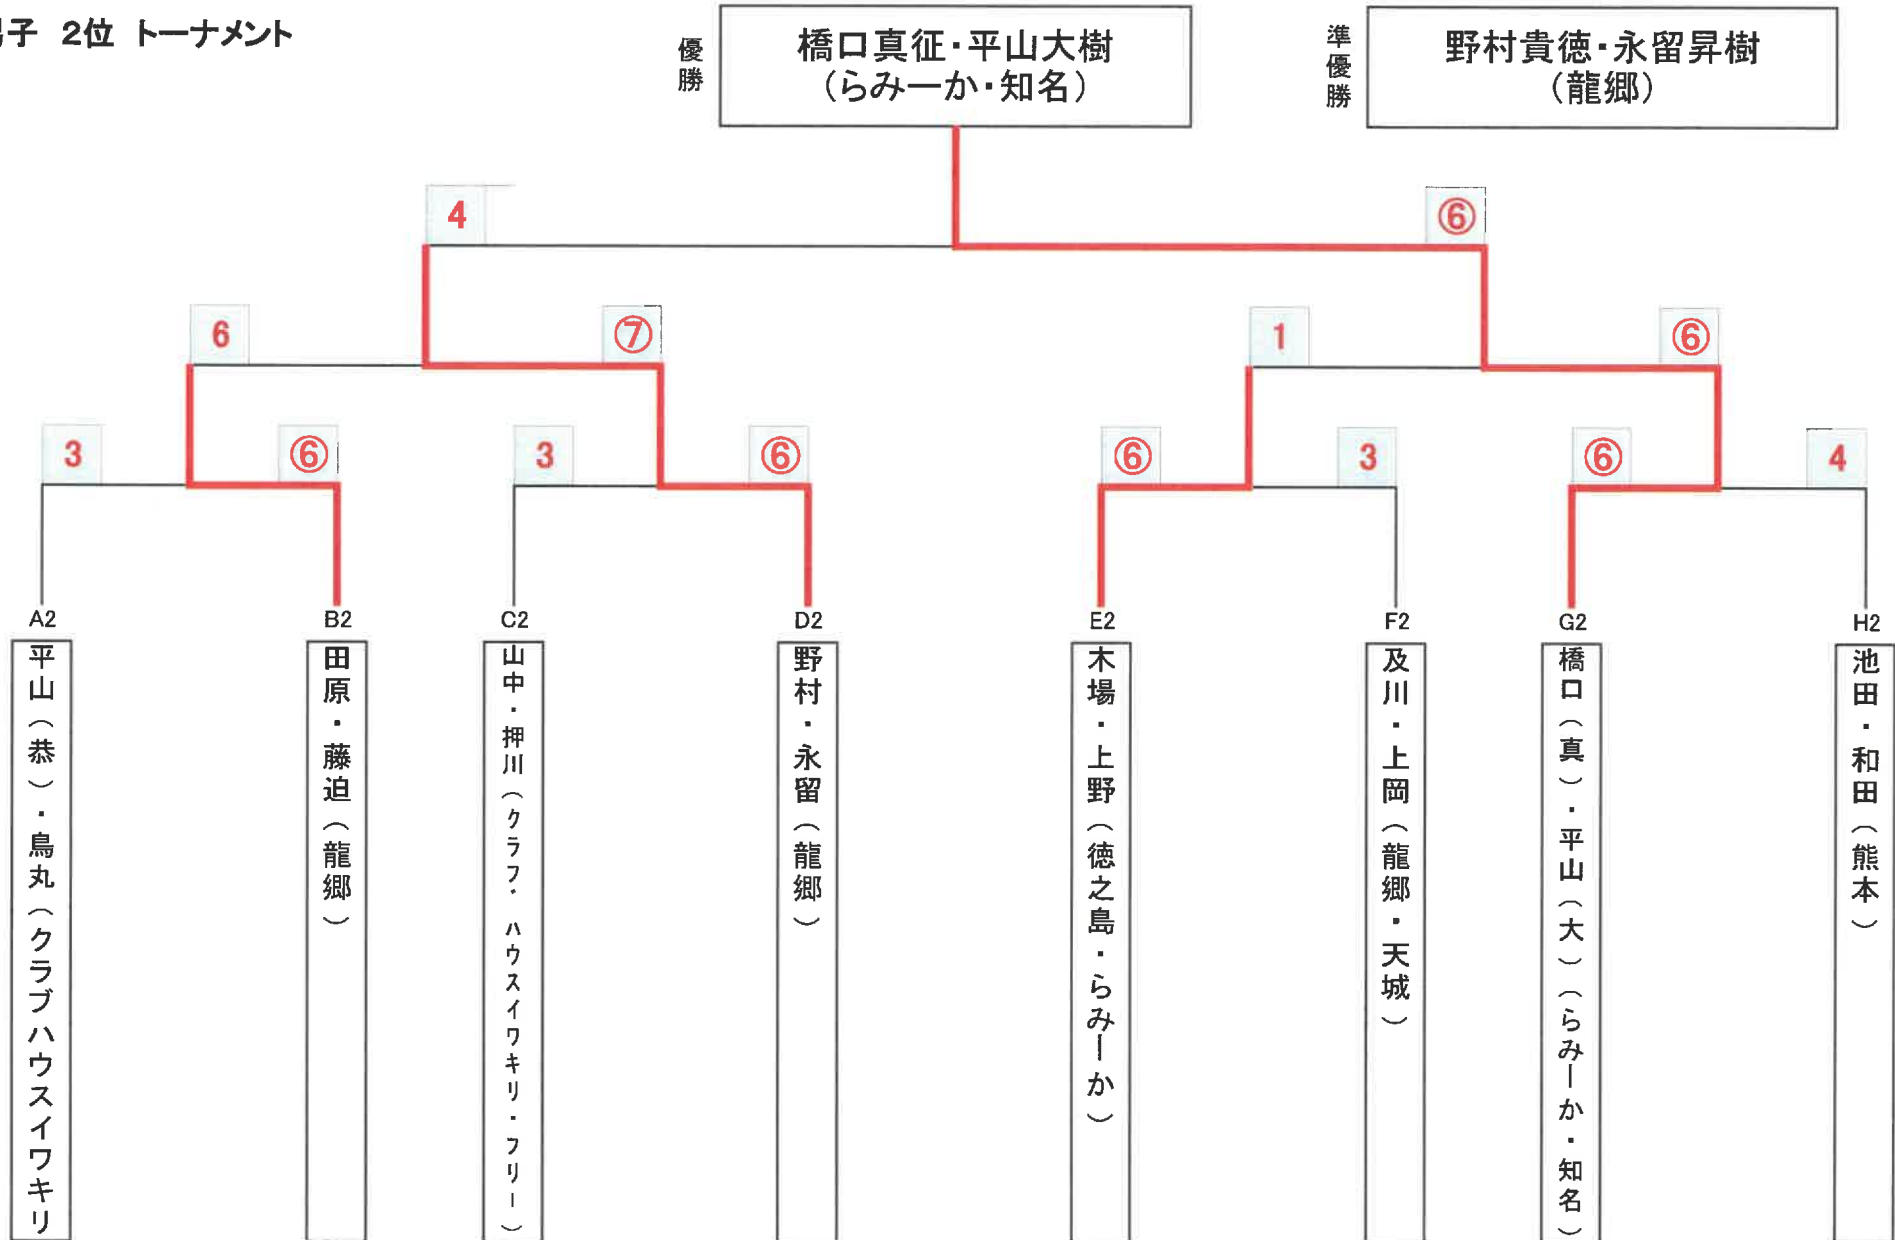 子 2位 トーナメント
優勝
橋口真征・平山大樹
(らみーか・知名)
準優勝
野村貴徳・永留昇樹
(龍郷)
4
⑥
6
⑦
1
⑥
3
⑥
3
⑥
⑥
3
⑥
4
A2
B2
C2
D2
E2
F2
G2
H2
平山(恭)・鳥丸(クラブハウスイワキリ
田原・藤迫(龍郷)
山中・押川(クラブ・ハウスイワキリ・フリー)
野村・永留(龍郷)
木場・上野(徳之島・らみーか)
及川・上岡(龍郷・天城)
橋口(真)・平山(大)(らみーか・知名)
池田・和田(熊本)